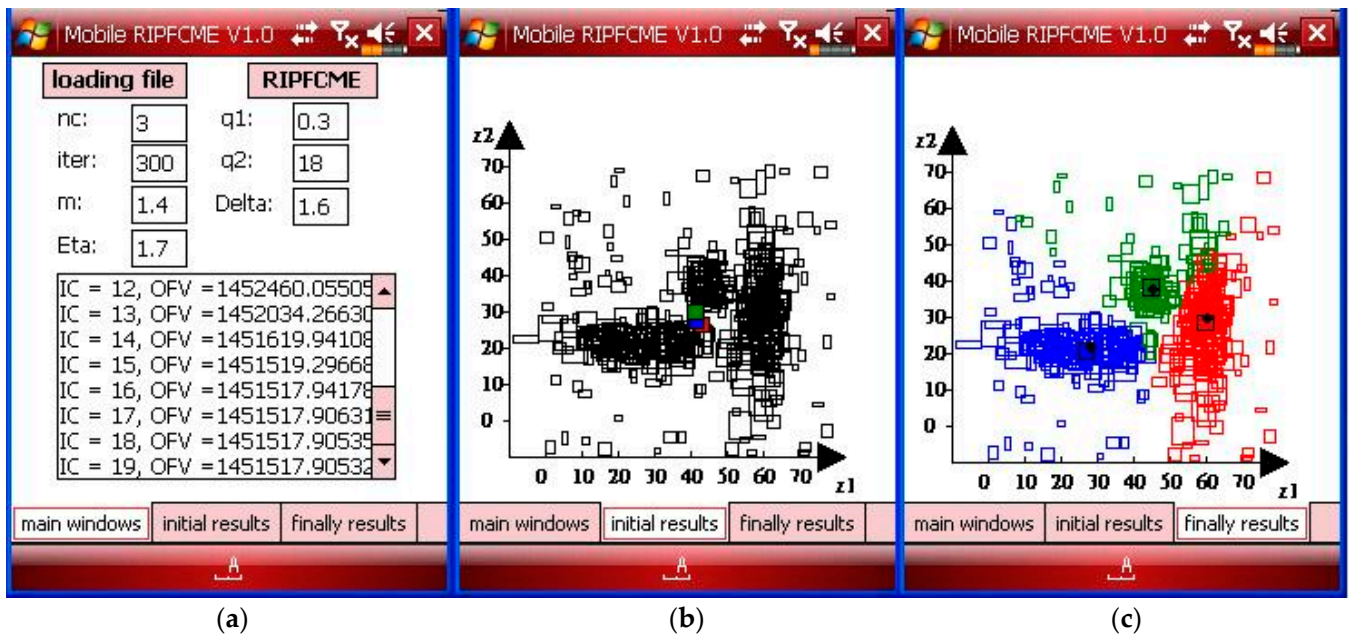 Mobile RIPFCME V1.0
loading file RIPFCME
nc: 3 q1: 0.3
iter: 300 q2: 18
m: 1.4 Delta: 1.6
Eta: 1.7
IC = 12, OFV =1452460.05505
IC = 13, OFV =1452034.26630
IC = 14, OFV =1451619.94108
IC = 15, OFV =1451519.29668
IC = 16, OFV =1451517.94178
IC = 17, OFV =1451517.90631
IC = 18, OFV =1451517.90535
IC = 19, OFV =1451517.90532
main windows initial results finally results
A
(a)
Mobile RIPFCME V1.0
z2
70
60
50
40
30
20
10
0
0 10 20 30 40 50 60 70
z1
main windows initial results finally results
A
(b)
Mobile RIPFCME V1.0
z2
70
60
50
40
30
20
10
0
0 10 20 30 40 50 60 70
z1
main windows initial results finally results
A
(c)